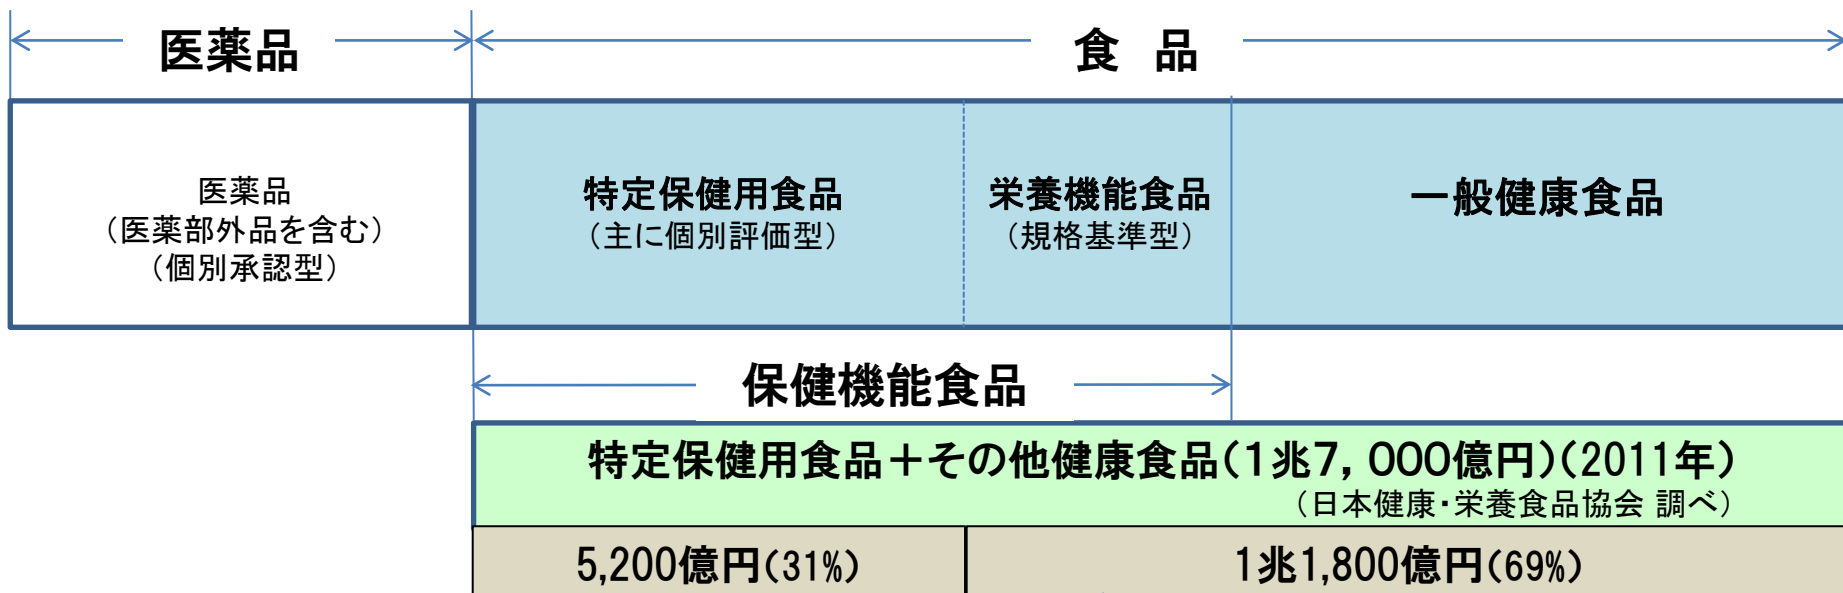 医薬品
食 品
医薬品
(医薬部外品を含む)
(個別承認型)
特定保健用食品
(主に個別評価型)
栄養機能食品
(規格基準型)
一般健康食品
保健機能食品
特定保健用食品+その他健康食品(1兆7,000億円)(2011年)
(日本健康・栄養食品協会 調べ)
5,200億円(31%)
1兆1,800億円(69%)